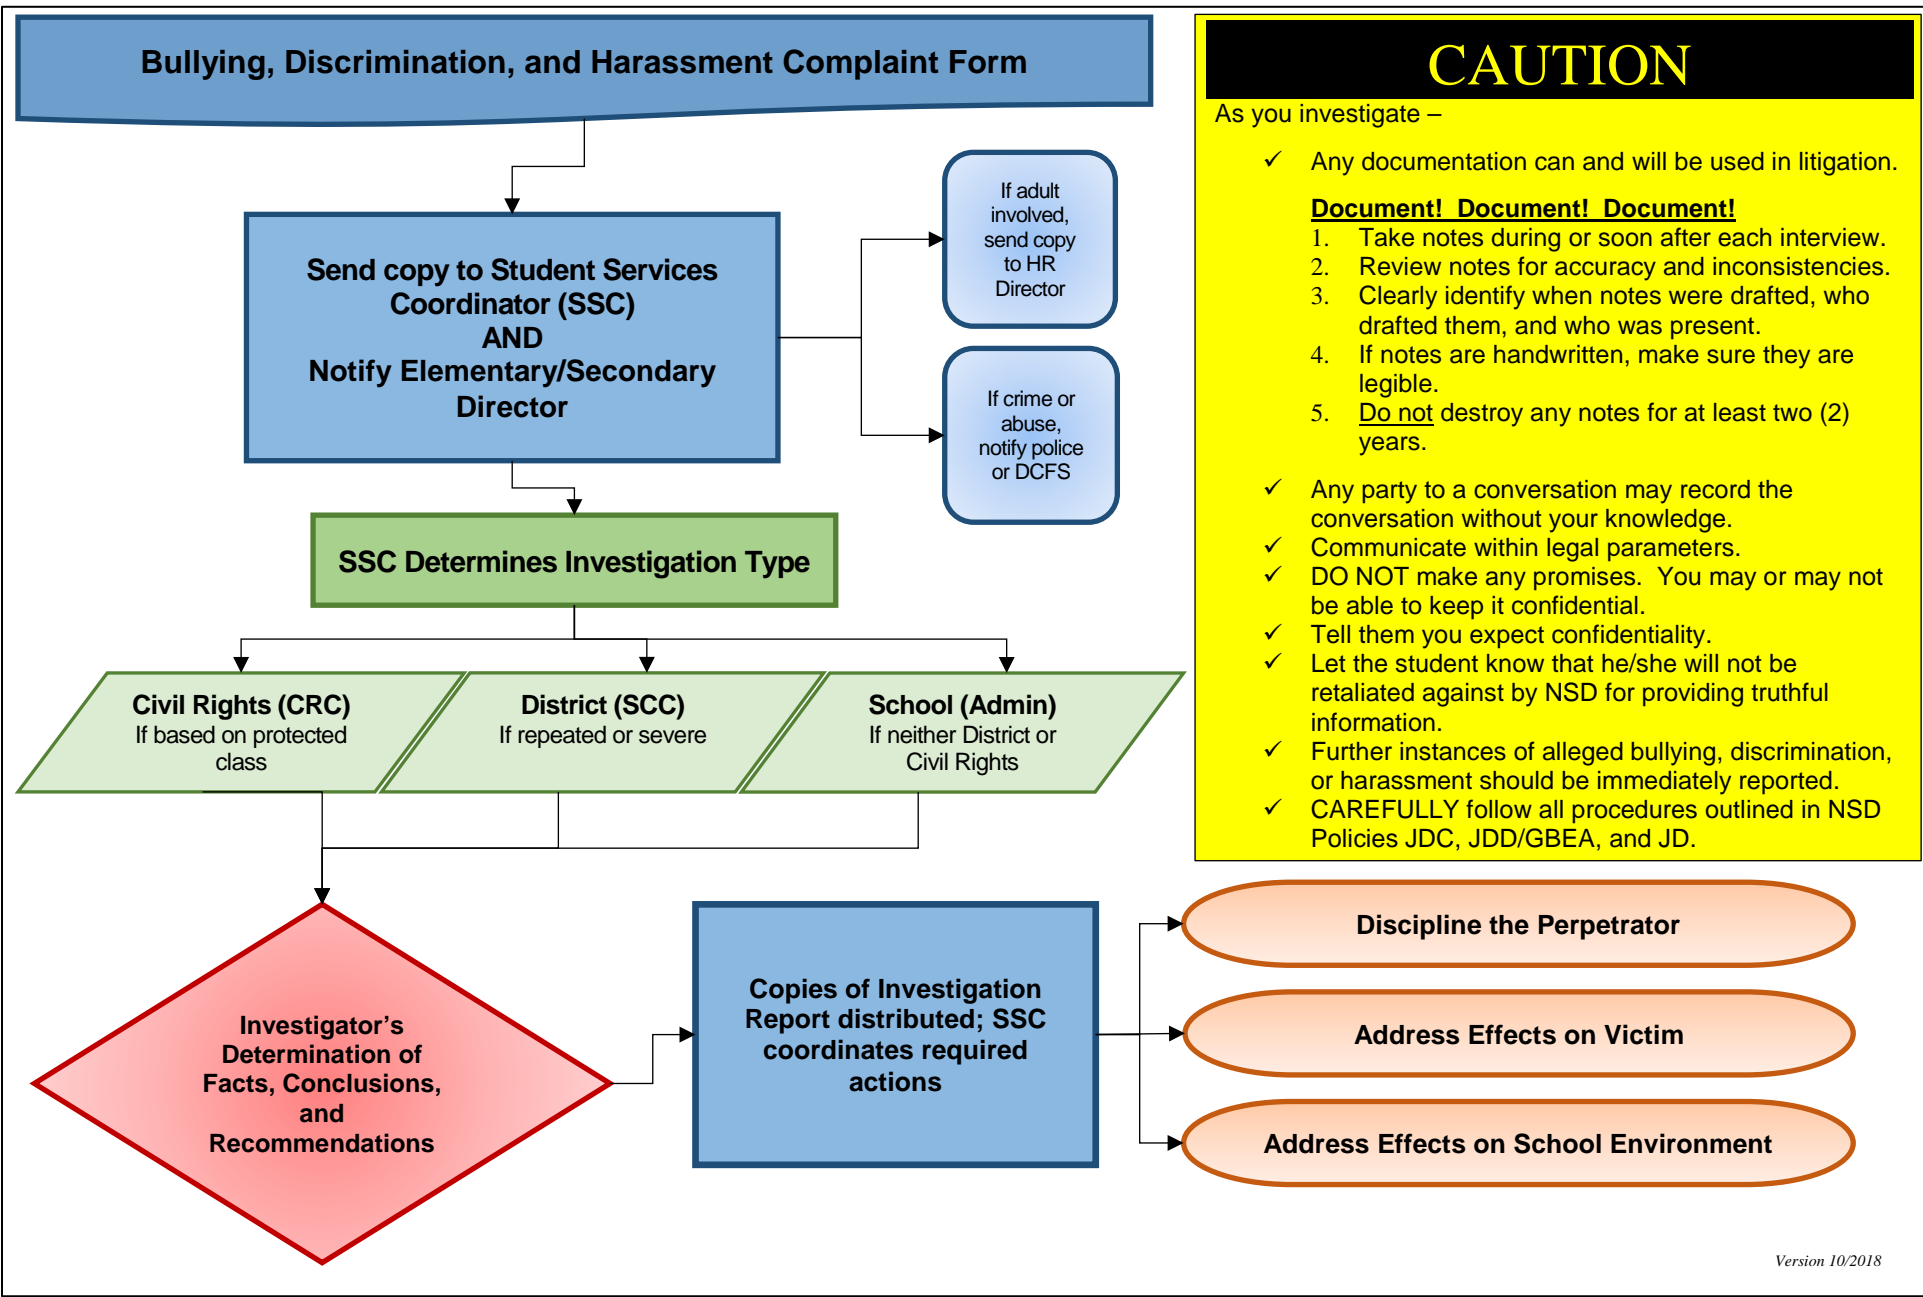 Bullying, Discrimination, and Harassment Complaint Form
Send copy to Student Services
Coordinator (SSC)
AND
Notify Elementary/Secondary
Director
If adult
involved,
send copy
to HR
Director
If crime or
abuse,
notify police
or DCFS
SSC Determines Investigation Type
Civil Rights (CRC)
If based on protected
class
District (SCC)
If repeated or severe
School (Admin)
If neither District or
Civil Rights
Investigator’s
Determination of
Facts, Conclusions,
and
Recommendations
Copies of Investigation
Report distributed; SSC
coordinates required
actions
Discipline the Perpetrator
Address Effects on Victim
Address Effects on School Environment
CAUTION
As you investigate –
✓ Any documentation can and will be used in litigation.
Document! Document! Document!
1. Take notes during or soon after each interview.
2. Review notes for accuracy and inconsistencies.
3. Clearly identify when notes were drafted, who
drafted them, and who was present.
4. If notes are handwritten, make sure they are
legible.
5. Do not destroy any notes for at least two (2)
years.
✓ Any party to a conversation may record the
conversation without your knowledge.
✓ Communicate within legal parameters.
✓ DO NOT make any promises. You may or may not
be able to keep it confidential.
✓ Tell them you expect confidentiality.
✓ Let the student know that he/she will not be
retaliated against by NSD for providing truthful
information.
✓ Further instances of alleged bullying, discrimination,
or harassment should be immediately reported.
✓ CAREFULLY follow all procedures outlined in NSD
Policies JDC, JDD/GBEA, and JD.
Version 10/2018